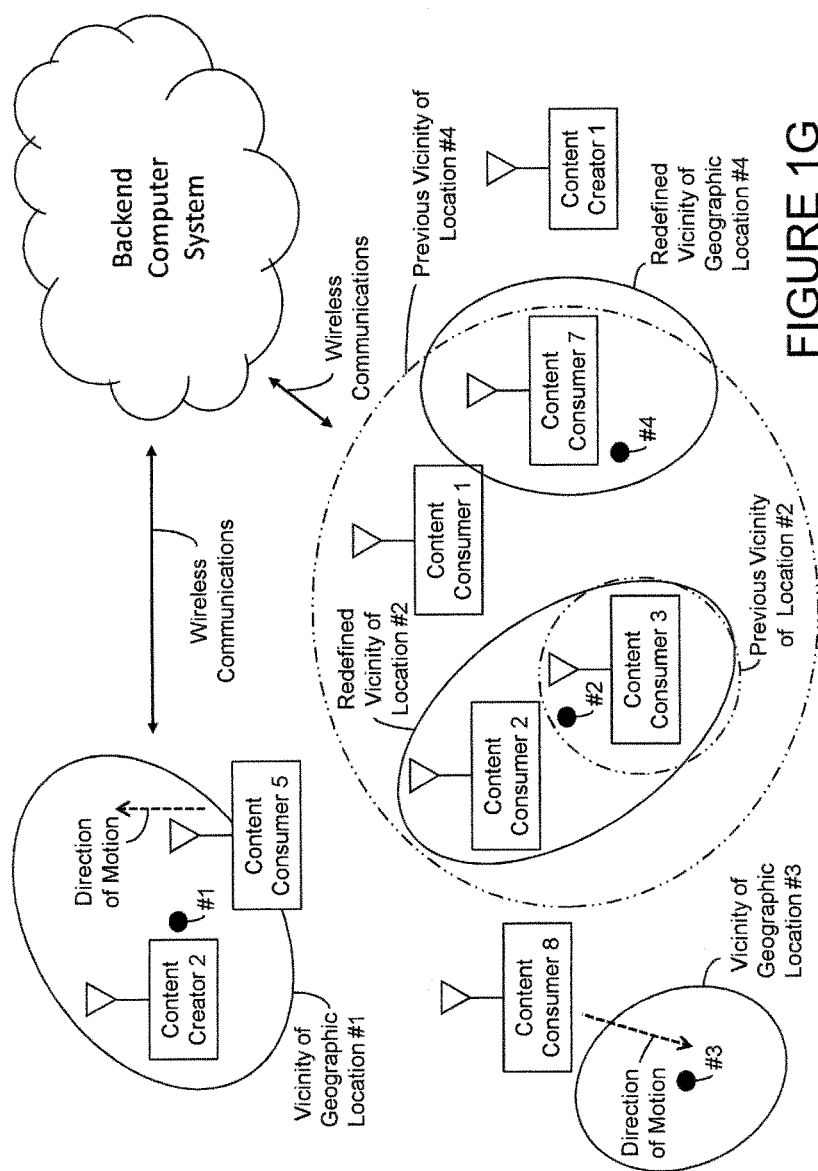 Backend
Computer
System
Wireless
Communications
Wireless
Communications
Direction
of Motion
#1
Content
Creator 2
Content
Consumer 5
Vicinity of
Geographic
Location #1
Previous Vicinity of
Location #4
Content
Creator 1
Redefined
Vicinity of
Geographic
Location #4
Content
Consumer 7
#4
Content
Consumer 1
Redefined
Vicinity of
Location #2
Content
Consumer 2
#2
Content
Consumer 3
Previous Vicinity
of Location #2
Content
Consumer 8
Vicinity of
Geographic
Location #3
Direction
of Motion
#3
FIGURE 1G